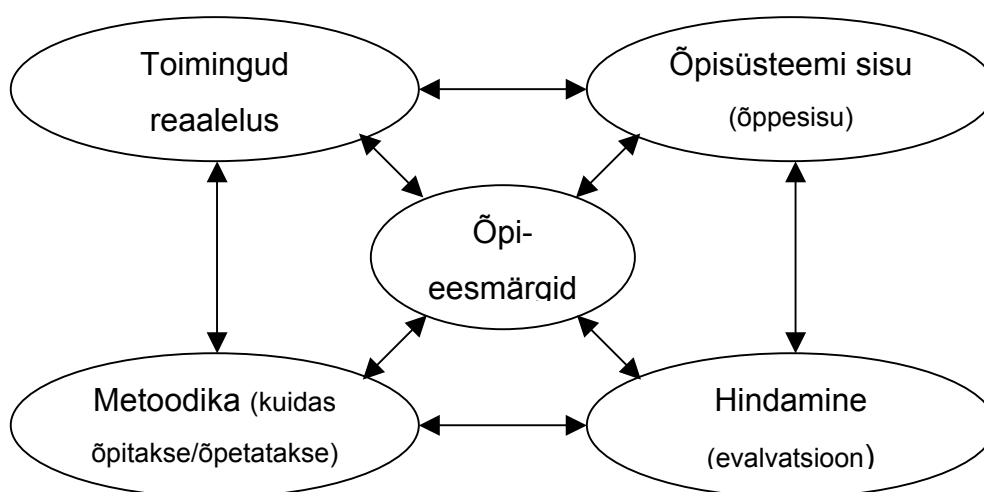 Toimingud
reaalelus
Õpisüsteemi sisu
(õppesisu)
Õpi-
eesmärgid
Metoodika (kuidas
õpitakse/õpetatakse)
Hindamine
(evalvatsioon)